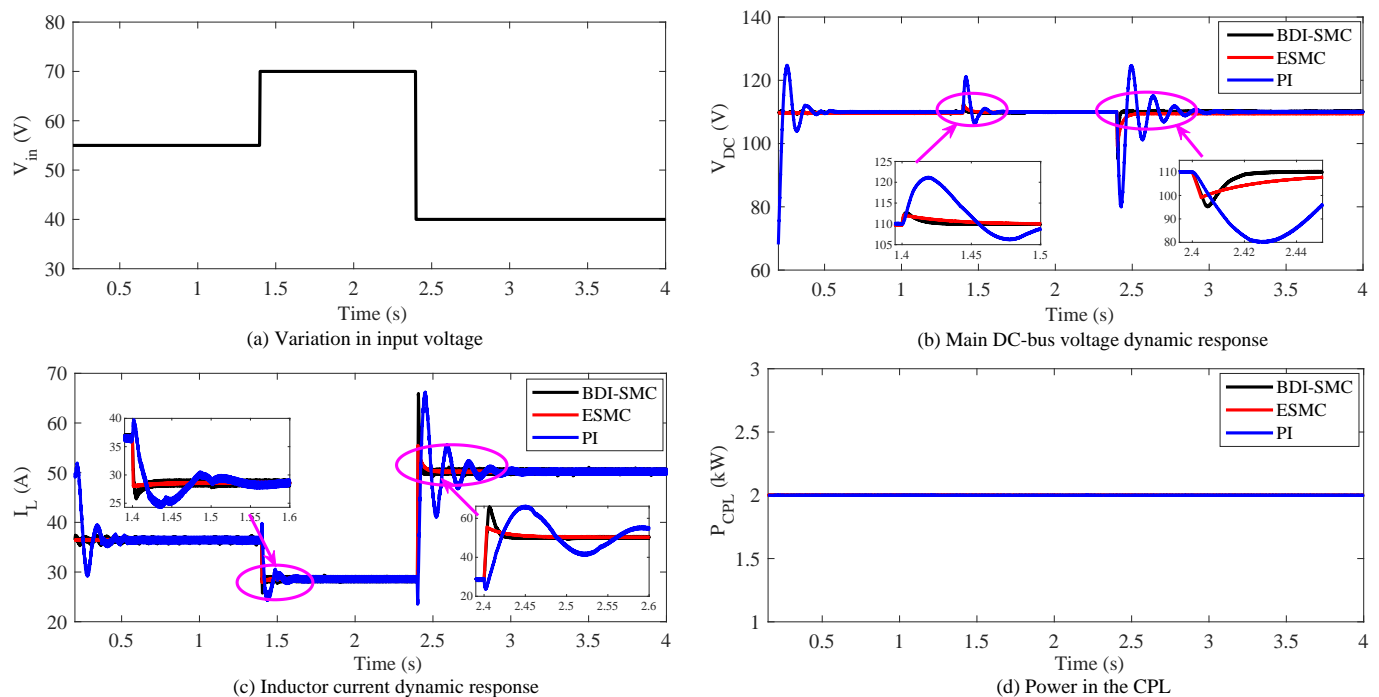 80
70
60
50
40
30
V_in (V)
0.5 1 1.5 2 2.5 3 3.5 4
Time (s)
(a) Variation in input voltage
140
120
100
80
60
V_DC (V)
BDI-SMC
ESMC
PI
125
120
115
110
105
1.4 1.45 1.5
110
100
90
80
2.4 2.42 2.44
0.5 1 1.5 2 2.5 3 3.5 4
Time (s)
(b) Main DC-bus voltage dynamic response
70
60
50
40
30
20
I_L (A)
BDI-SMC
ESMC
PI
40
35
30
25
1.4 1.45 1.5 1.55 1.6
60
40
20
2.4 2.45 2.5 2.55 2.6
0.5 1 1.5 2 2.5 3 3.5 4
Time (s)
(c) Inductor current dynamic response
3
2.5
2
1.5
1
P_CPL (kW)
BDI-SMC
ESMC
PI
0.5 1 1.5 2 2.5 3 3.5 4
Time (s)
(d) Power in the CPL